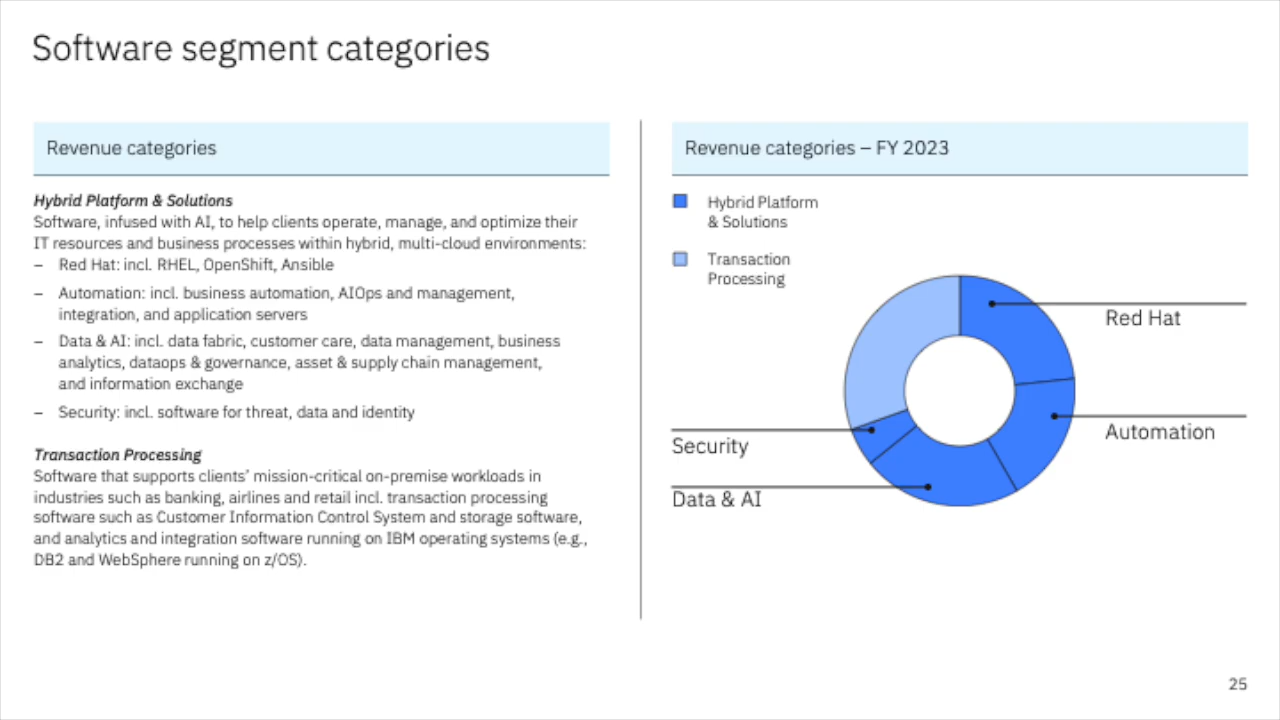 Software segment categories
Revenue categories
Hybrid Platform & Solutions
Software, infused with AI, to help clients operate, manage, and optimize their
IT resources and business processes within hybrid, multi-cloud environments:
– Red Hat: incl. RHEL, OpenShift, Ansible
– Automation: incl. business automation, AIOps and management,
integration, and application servers
– Data & AI: incl. data fabric, customer care, data management, business
analytics, dataops & governance, asset & supply chain management,
and information exchange
– Security: incl. software for threat, data and identity
Transaction Processing
Software that supports clients’ mission-critical on-premise workloads in
industries such as banking, airlines and retail incl. transaction processing
software such as Customer Information Control System and storage software,
and analytics and integration software running on IBM operating systems (e.g.,
DB2 and WebSphere running on z/OS).
Revenue categories – FY 2023
Hybrid Platform
& Solutions
Transaction
Processing
Red Hat
Automation
Security
Data & AI
25